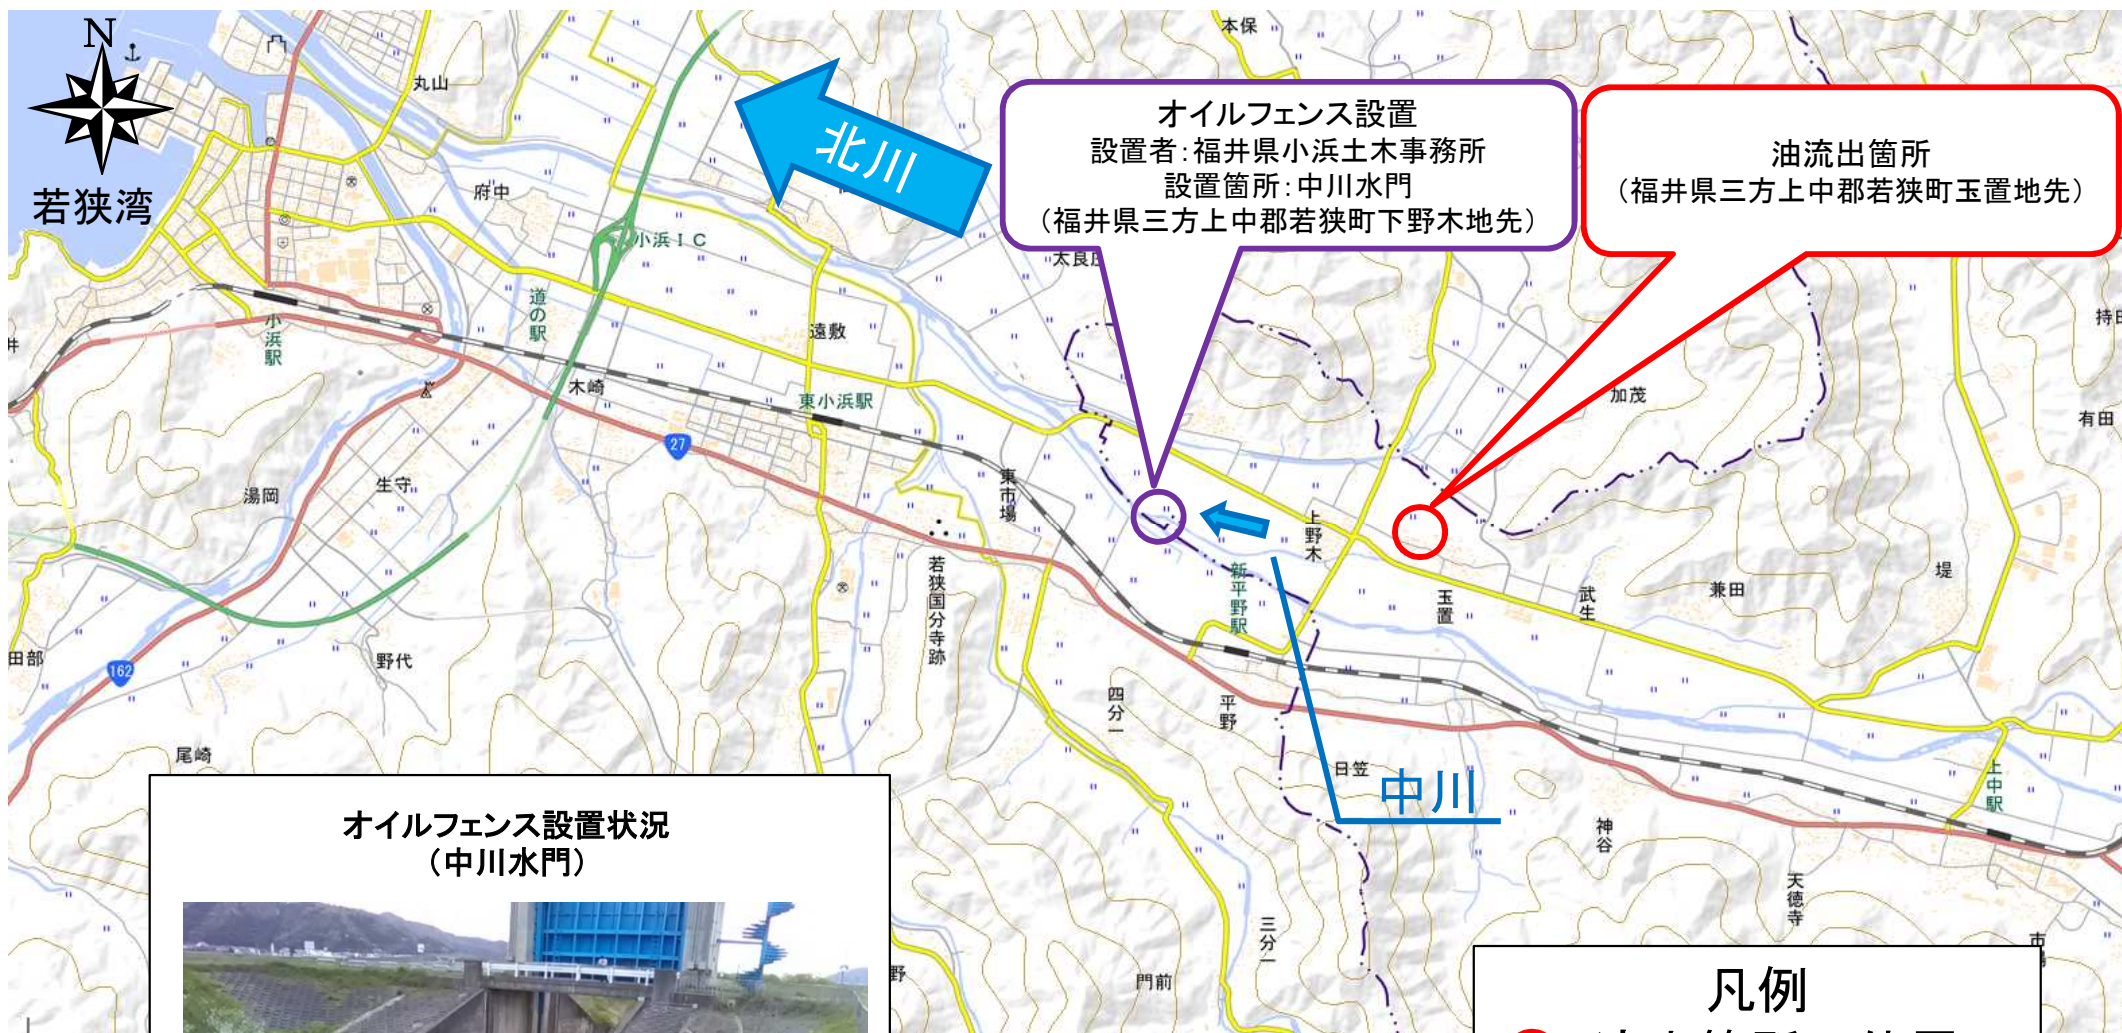 N
若狭湾
北川
オイルフェンス設置
設置者:福井県小浜土木事務所
設置箇所:中川水門
(福井県三方上中郡若狭町下野木地先)
油流出箇所
(福井県三方上中郡若狭町玉置地先)
本保
丸山
府中
小浜IC
太良庄
道の駅
小浜駅
遠敷
木崎
東小浜駅
27
加茂
有田
湯岡
生守
東市場
上野木
若狭国分寺跡
新平野駅
玉置
武生
兼田
堤
田部
162
野代
四分一
平野
日笠
中川
尾崎
上中駅
神谷
天徳寺
三分一
門前
野
井
オイルフェンス設置状況
(中川水門)
凡例